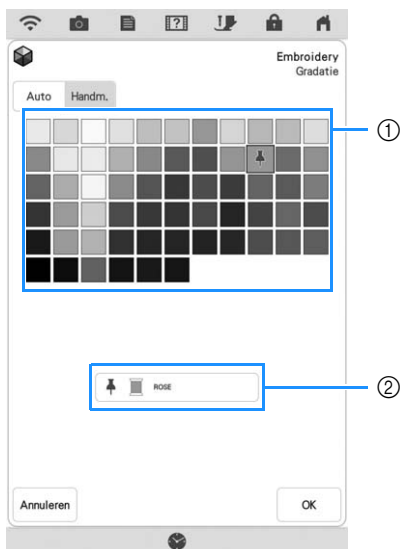 Embroidery
Gradatie
Auto Handm.
①
ROSE
②
Annuleren OK